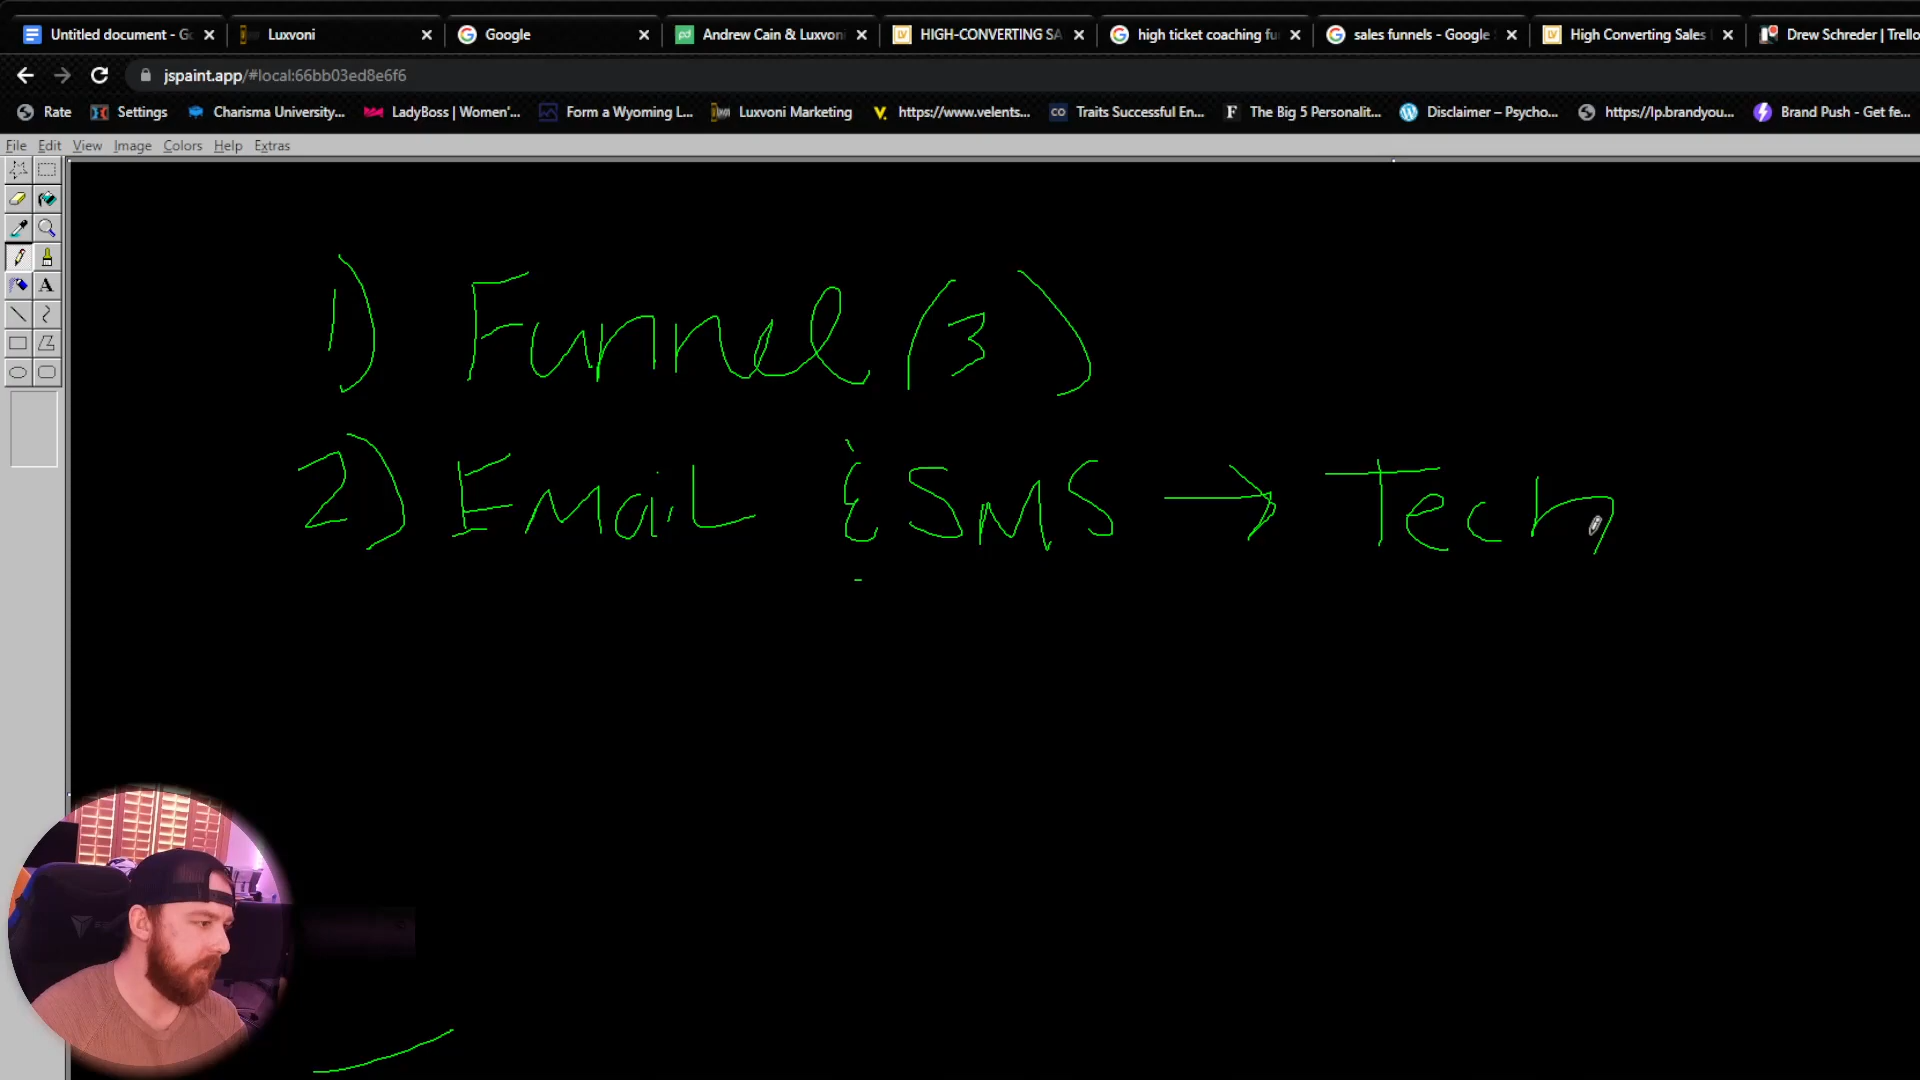 Untitled document - Go
Luxvoni
Google
Andrew Cain & Luxvoni
HIGH-CONVERTING SA
high ticket coaching fu
sales funnels - Google S
High Converting Sales
Drew Schreder | Trello
jspaint.app/#local:66bb03ed8e6f6
Rate
Settings
Charisma University...
LadyBoss | Women'...
Form a Wyoming L...
Luxvoni Marketing
https://www.velents...
Traits Successful En...
The Big 5 Personalit...
Disclaimer – Psycho...
https://lp.brandyou...
Brand Push - Get fe...
File Edit View Image Colors Help Extras
1) Funnel (3)
2) Email & SMS → Tech